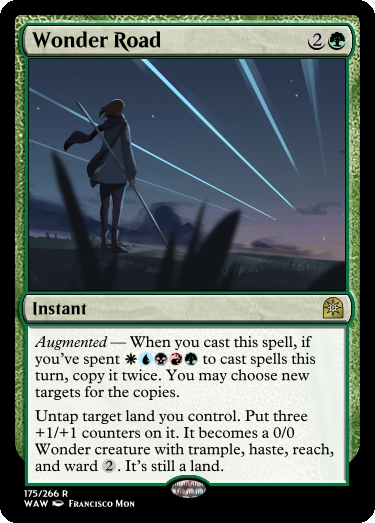 Wonder Road 2
Instant
Augmented — When you cast this spell, if
you've spent to cast spells this
turn, copy it twice. You may choose new
targets for the copies.
Untap target land you control. Put three
+1/+1 counters on it. It becomes a 0/0
Wonder creature with trample, haste, reach,
and ward 2. It's still a land.
175/266 R
WAW Francisco Mon